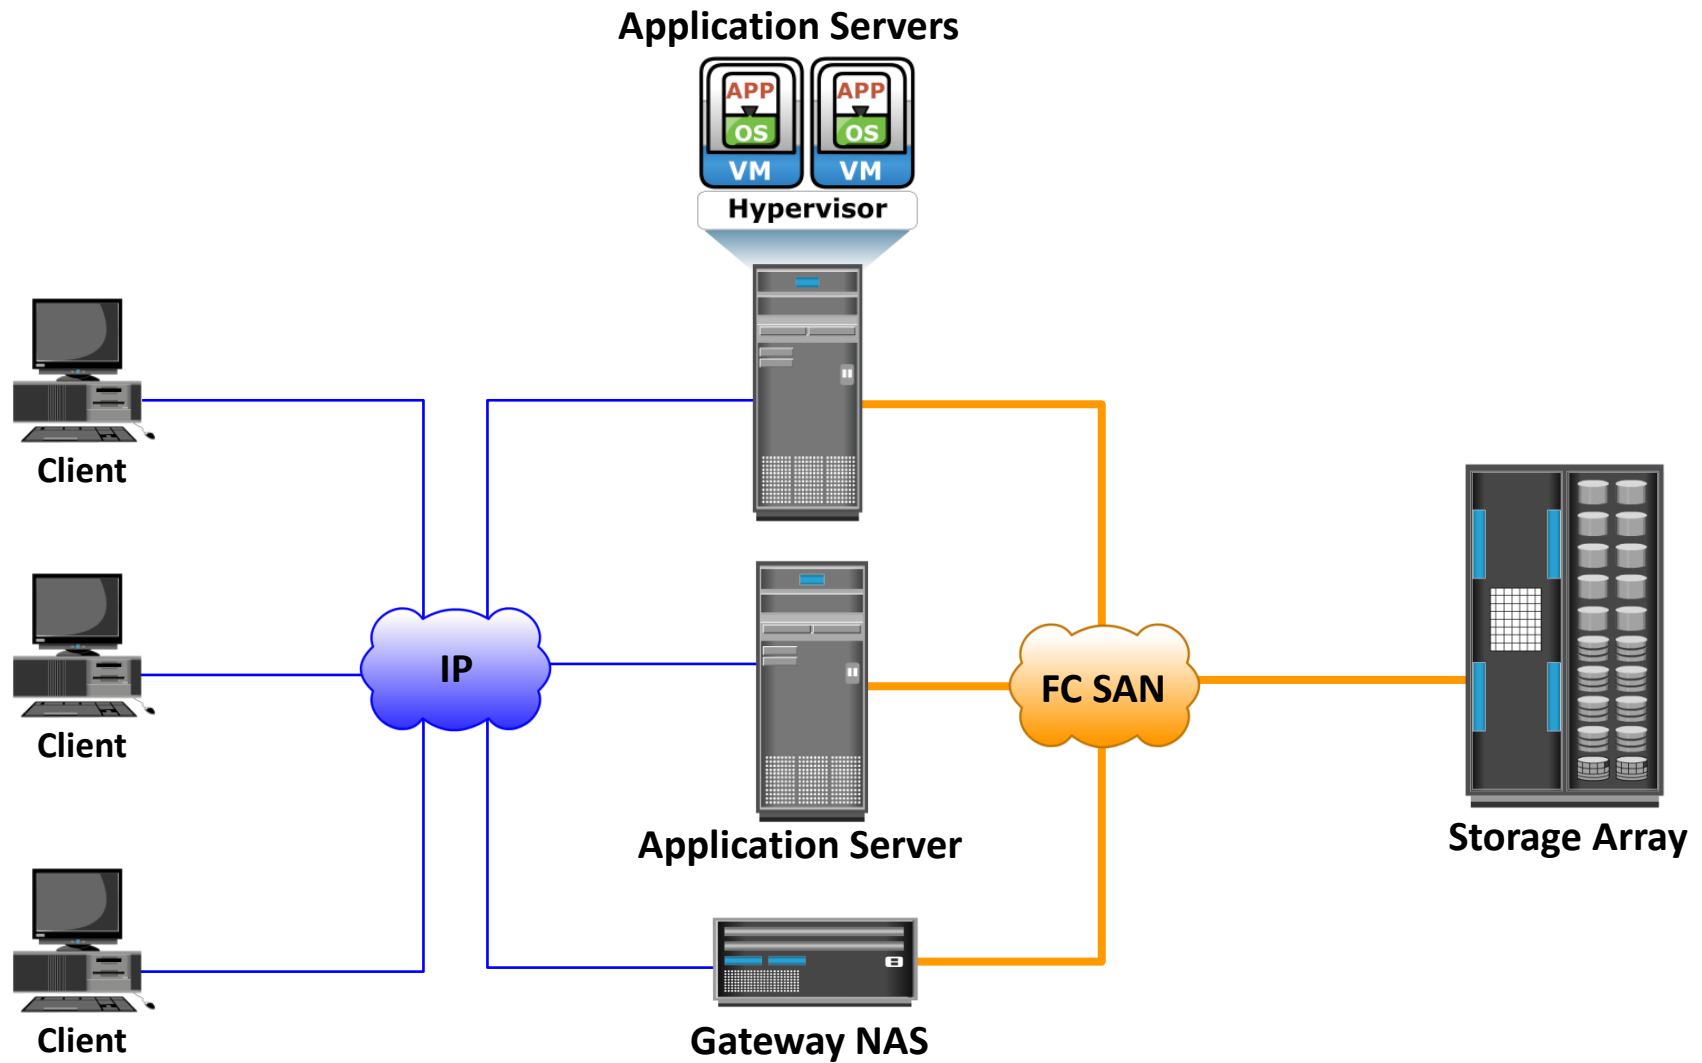 Application Servers
APP APP
OS OS
VM VM
Hypervisor
Client
IP
FC SAN
Client
Application Server
Storage Array
Client
Gateway NAS